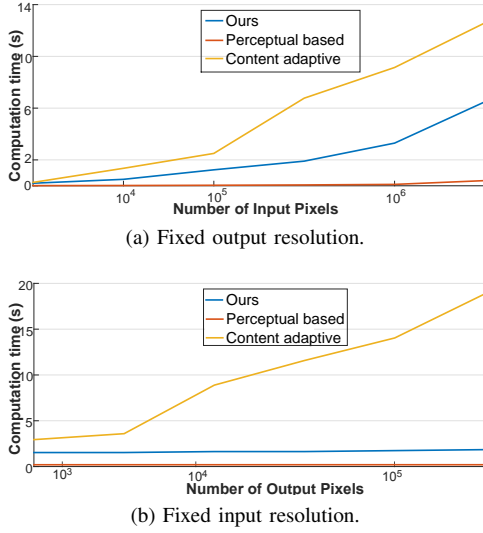 14
10
6
2
0
Computation time (s)
Ours
Perceptual based
Content adaptive
10^4
10^5
10^6
Number of Input Pixels
(a) Fixed output resolution.
20
15
10
5
0
Computation time (s)
Ours
Perceptual based
Content adaptive
10^3
10^4
10^5
Number of Output Pixels
(b) Fixed input resolution.